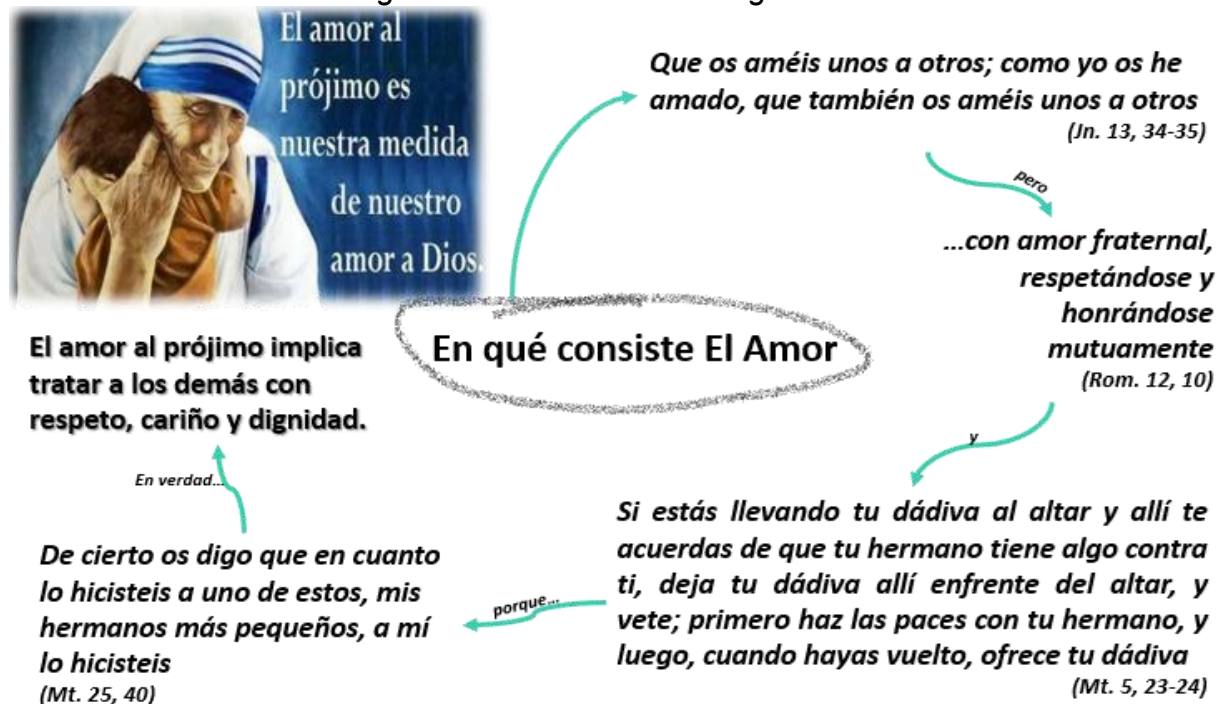 El amor al
prójimo es
nuestra medida
de nuestro
amor a Dios.
Que os améis unos a otros; como yo os he
amado, que también os améis unos a otros
(Jn. 13, 34-35)
pero
...con amor fraternal,
respetándose y
honrándose
mutuamente
(Rom. 12, 10)
En qué consiste El Amor
y
Si estás llevando tu dádiva al altar y allí te
acuerdas de que tu hermano tiene algo contra
ti, deja tu dádiva allí enfrente del altar, y
vete; primero haz las paces con tu hermano, y
luego, cuando hayas vuelto, ofrece tu dádiva
(Mt. 5, 23-24)
porque...
De cierto os digo que en cuanto
lo hicisteis a uno de estos, mis
hermanos más pequeños, a mí
lo hicisteis
(Mt. 25, 40)
En verdad...
El amor al prójimo implica
tratar a los demás con
respeto, cariño y dignidad.